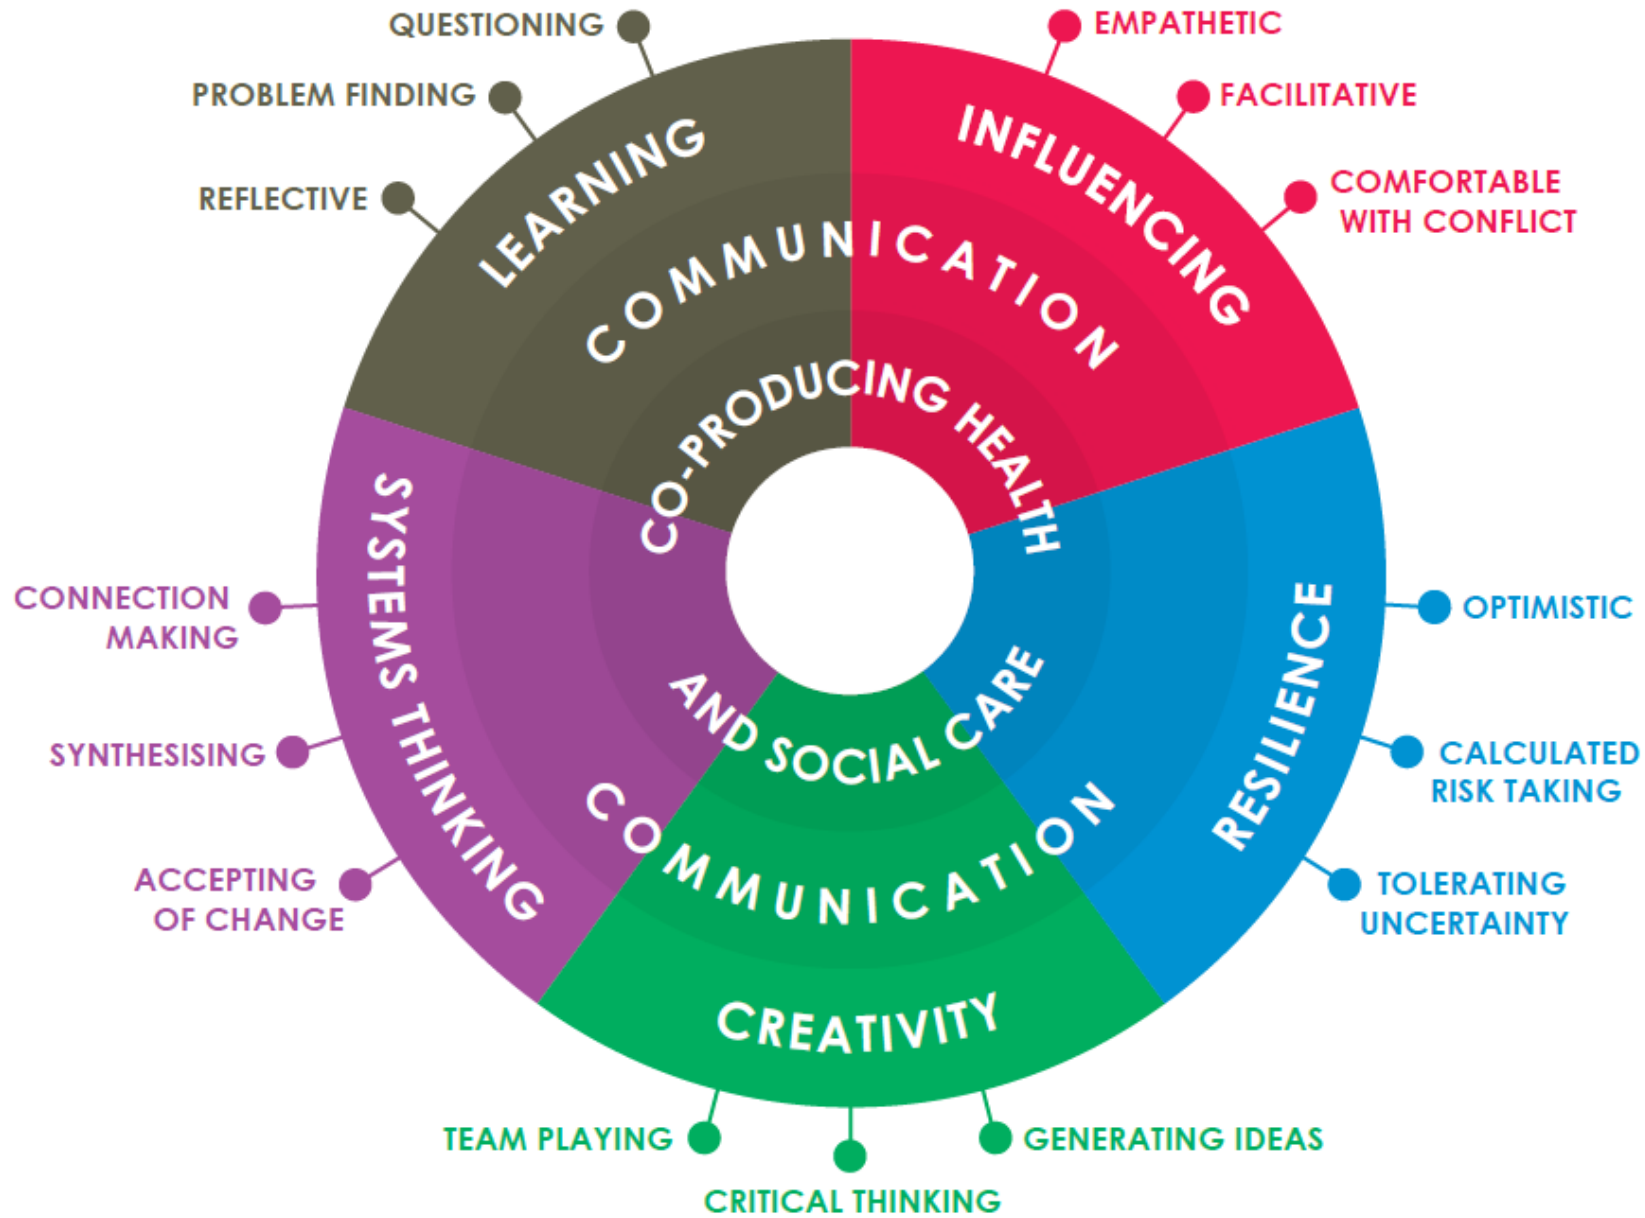 QUESTIONING
PROBLEM FINDING
REFLECTIVE
EMPATHETIC
FACILITATIVE
COMFORTABLE
WITH CONFLICT
LEARNING
INFLUENCING
COMMUNICATION
CO-PRODUCING HEALTH
SYSTEMS THINKING
RESILIENCE
CONNECTION
MAKING
SYNTHESISING
ACCEPTING
OF CHANGE
OPTIMISTIC
CALCULATED
RISK TAKING
TOLERATING
UNCERTAINTY
AND SOCIAL CARE
COMMUNICATION
CREATIVITY
TEAM PLAYING
CRITICAL THINKING
GENERATING IDEAS